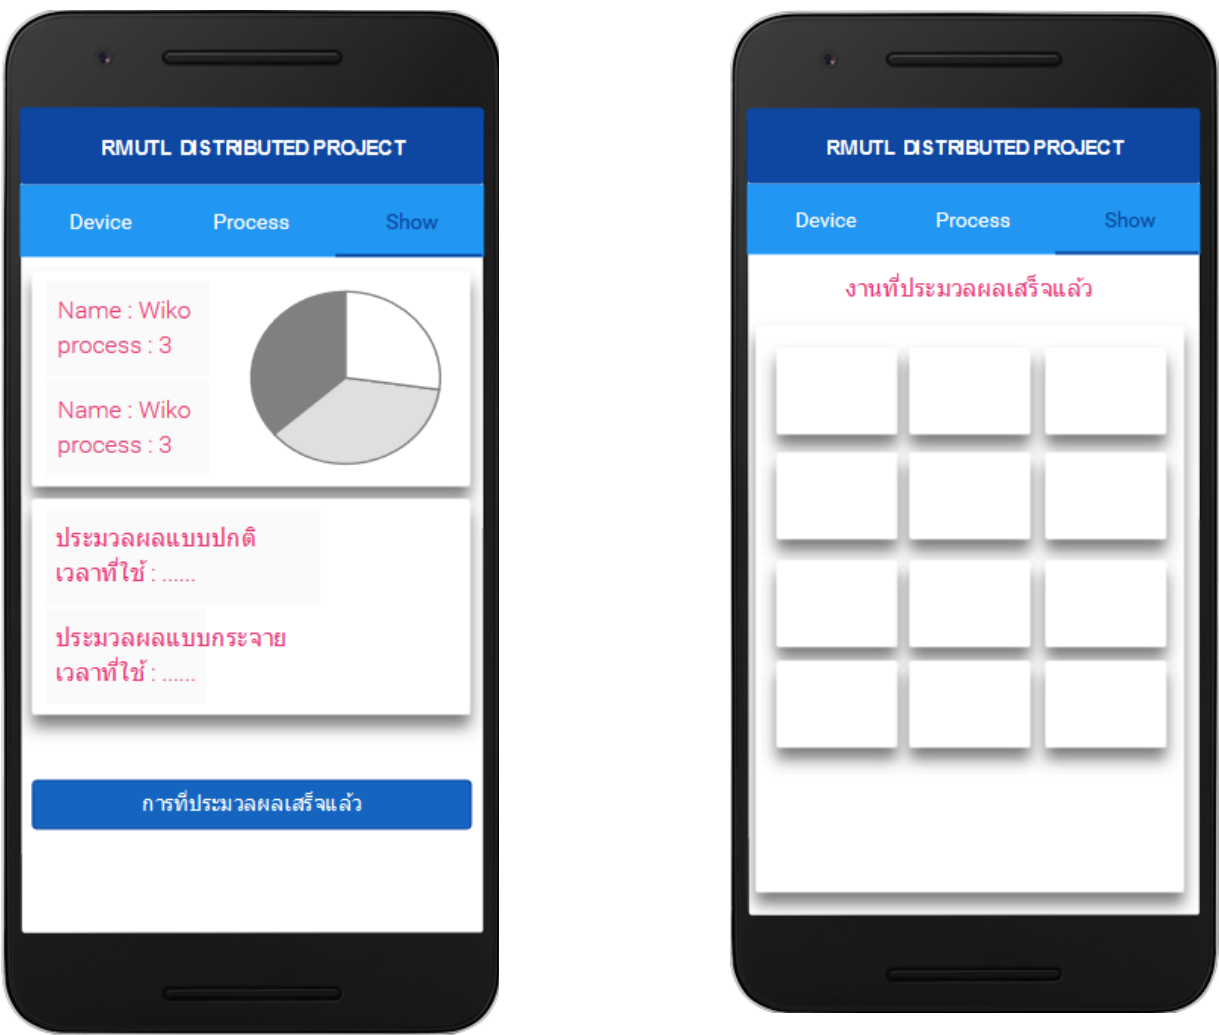 RMUTL DISTRIBUTED PROJECT
Device Process Show
Name : Wiko
process : 3
Name : Wiko
process : 3
ประมวลผลแบบปกติ
เวลาที่ใช้ : ......
ประมวลผลแบบกระจาย
เวลาที่ใช้ : ......
การที่ประมวลผลเสร็จแล้ว
RMUTL DISTRIBUTED PROJECT
Device Process Show
งานที่ประมวลผลเสร็จแล้ว